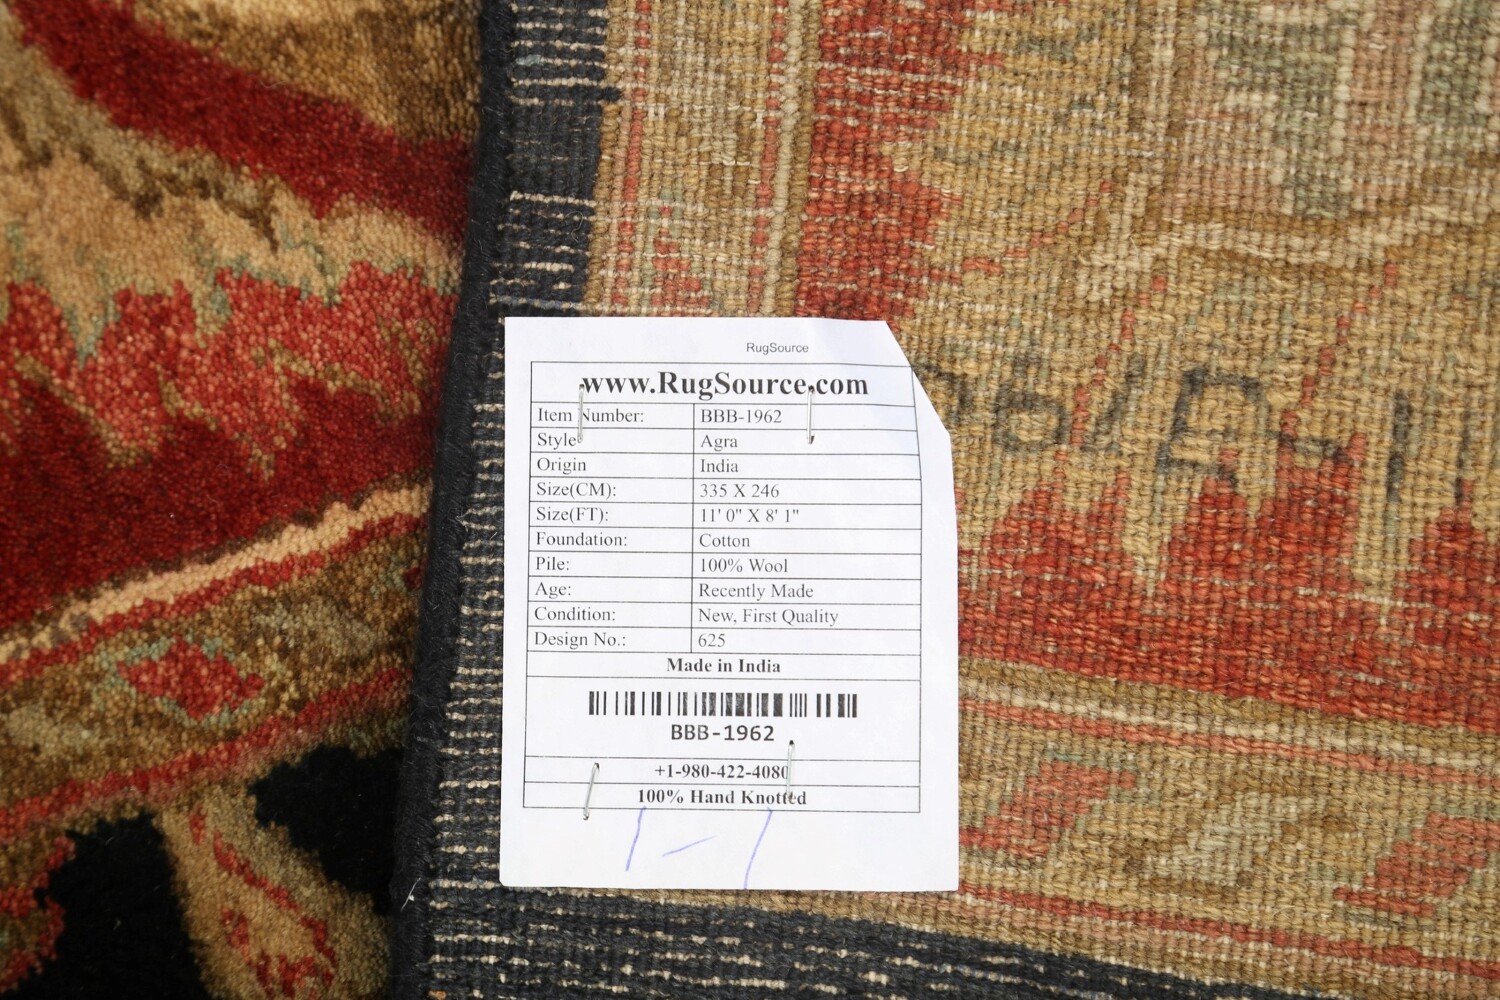 RugSource
www.RugSource.com
Item Number: BBB-1962
Style Agra
Origin India
Size(CM): 335 X 246
Size(FT): 11' 0" X 8' 1"
Foundation: Cotton
Pile: 100% Wool
Age: Recently Made
Condition: New, First Quality
Design No.: 625
Made in India
BBB-1962
+1-980-422-4080
100% Hand Knotted
1-1